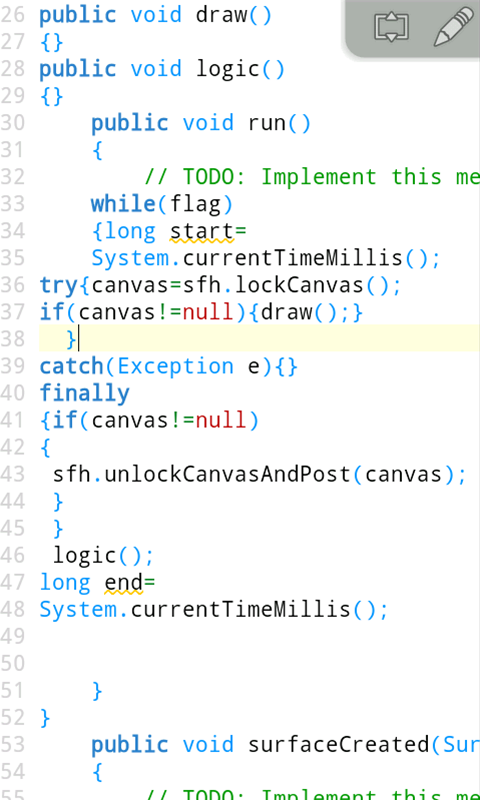 26 public void draw()
27 {}
28 public void logic()
29 {}
30 public void run()
31 {
32 // TODO: Implement this me
33 while(flag)
34 {long start=
35 System.currentTimeMillis();
36 try{canvas=sfh.lockCanvas();
37 if(canvas!=null){draw();}
38 }
39 catch(Exception e){}
40 finally
41 {if(canvas!=null)
42 {
43 sfh.unlockCanvasAndPost(canvas);
44 }
45 }
46 logic();
47 long end=
48 System.currentTimeMillis();
49
50
51 }
52 }
53 public void surfaceCreated(Sur
54 {
55 // TODO: Implement this me